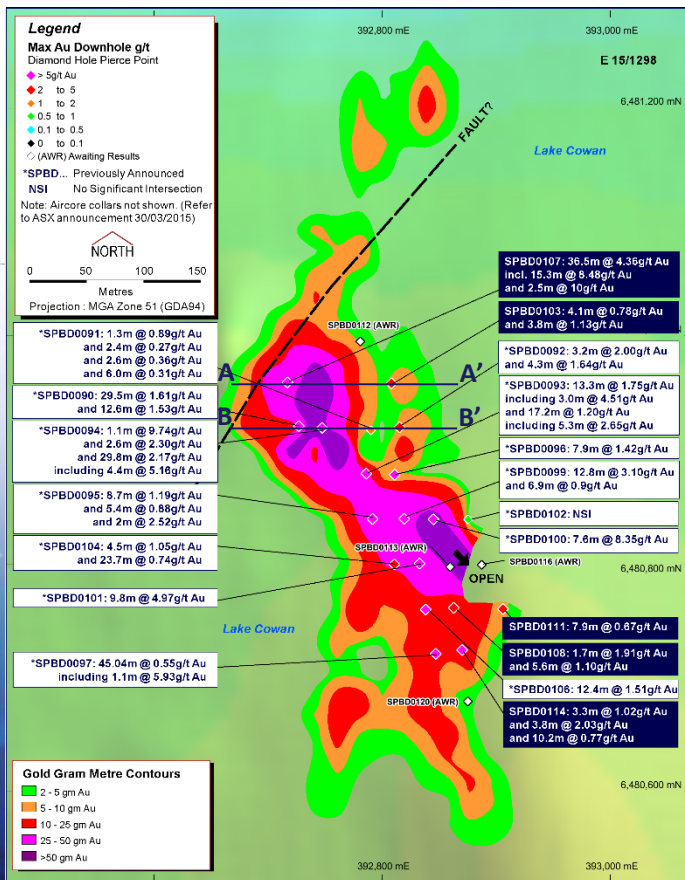 392,800 mE
393,000 mE
Legend
Max Au Downhole g/t
Diamond Hole Pierce Point
> 5g/t Au
2 to 5
1 to 2
0.5 to 1
0.1 to 0.5
0 to 0.1
(AWR) Awaiting Results
*SPBD... Previously Announced
NSI No Significant Intersection
Note: Aircore collars not shown. (Refer
to ASX announcement 30/03/2015)
NORTH
0 50 100 150
Metres
Projection : MGA Zone 51 (GDA94)
E 15/1298
6,481,200 mN
FAULT?
Lake Cowan
SPBD0107: 36.5m @ 4.36g/t Au
incl. 15.3m @ 8.48g/t Au
and 2.5m @ 10g/t Au
SPBD0103: 4.1m @ 0.78g/t Au
and 3.8m @ 1.13g/t Au
SPBD0112 (AWR)
*SPBD0091: 1.3m @ 0.89g/t Au
and 2.4m @ 0.27g/t Au
and 2.6m @ 0.36g/t Au
and 6.0m @ 0.31g/t Au
*SPBD0092: 3.2m @ 2.00g/t Au
and 4.3m @ 1.64g/t Au
A
A'
*SPBD0093: 13.3m @ 1.75g/t Au
including 3.0m @ 4.51g/t Au
and 17.2m @ 1.20g/t Au
including 5.3m @ 2.65g/t Au
*SPBD0090: 29.5m @ 1.61g/t Au
and 12.6m @ 1.53g/t Au
B
B'
*SPBD0094: 1.1m @ 9.74g/t Au
and 2.6m @ 2.30g/t Au
and 29.8m @ 2.17g/t Au
including 4.4m @ 5.16g/t Au
*SPBD0096: 7.9m @ 1.42g/t Au
*SPBD0099: 12.8m @ 3.10g/t Au
and 6.9m @ 0.9g/t Au
*SPBD0095: 8.7m @ 1.19g/t Au
and 5.4m @ 0.88g/t Au
and 2m @ 2.52g/t Au
*SPBD0102: NSI
*SPBD0100: 7.6m @ 8.35g/t Au
*SPBD0104: 4.5m @ 1.05g/t Au
and 23.7m @ 0.74g/t Au
SPBD0113 (AWR)
SPBD0116 (AWR)
6,480,800 mN
OPEN
*SPBD0101: 9.8m @ 4.97g/t Au
SPBD0111: 7.9m @ 0.67g/t Au
Lake Cowan
SPBD0108: 1.7m @ 1.91g/t Au
and 5.6m @ 1.10g/t Au
*SPBD0097: 45.04m @ 0.55g/t Au
including 1.1m @ 5.93g/t Au
*SPBD0106: 12.4m @ 1.51g/t Au
SPBD0120 (AWR)
SPBD0114: 3.3m @ 1.02g/t Au
and 3.8m @ 2.03g/t Au
and 10.2m @ 0.77g/t Au
Gold Gram Metre Contours
2 - 5 gm Au
5 - 10 gm Au
10 - 25 gm Au
25 - 50 gm Au
>50 gm Au
6,480,600 mN
392,800 mE
393,000 mE